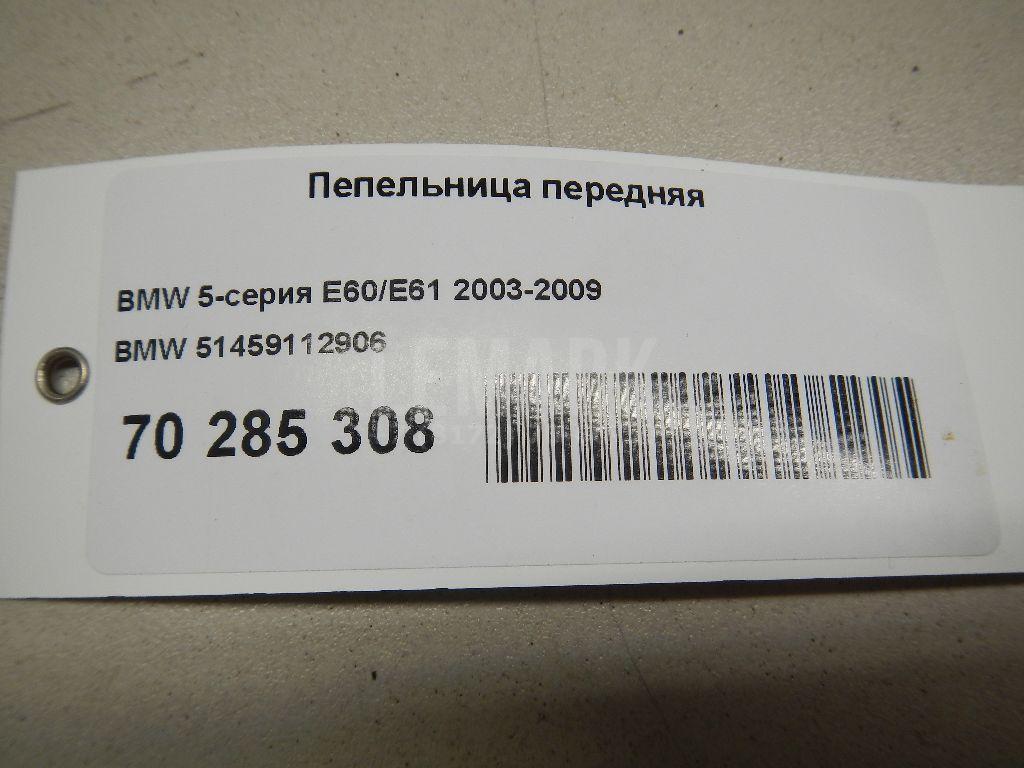 Пепельница передняя
BMW 5-серия E60/E61 2003-2009
BMW 51459112906
70 285 308